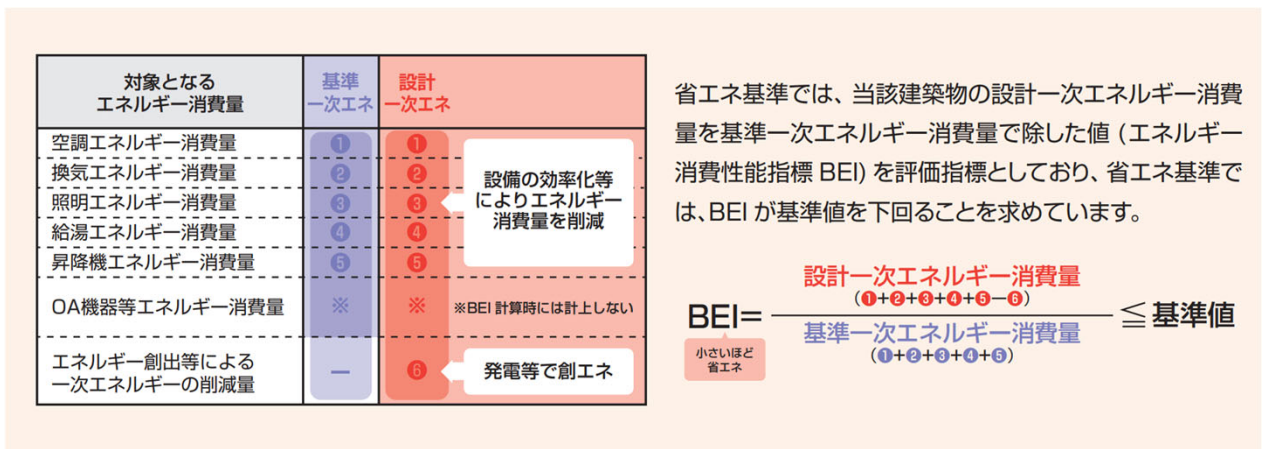 対象となる
エネルギー消費量
基準
一次エネ
設計
一次エネ
空調エネルギー消費量 ❶ ❶
換気エネルギー消費量 ❷ ❷
照明エネルギー消費量 ❸ ❸
給湯エネルギー消費量 ❹ ❹
昇降機エネルギー消費量 ❺ ❺
設備の効率化等
によりエネルギー
消費量を削減
OA機器等エネルギー消費量 ※ ※ ※BEI計算時には計上しない
エネルギー創出等による
一次エネルギーの削減量
ー ❻ 発電等で創エネ
省エネ基準では、当該建築物の設計一次エネルギー消費
量を基準一次エネルギー消費量で除した値(エネルギー
消費性能指標 BEI)を評価指標としており、省エネ基準で
は、BEI が基準値を下回ることを求めています。
設計一次エネルギー消費量
(❶+❷+❸+❹+❺−❻)
BEI= ≦ 基準値
基準一次エネルギー消費量
(❶+❷+❸+❹+❺)
小さいほど
省エネ